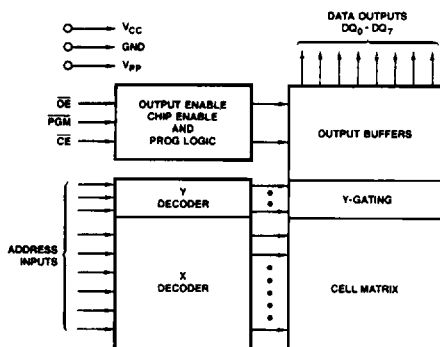 DATA OUTPUTS
DQ0 - DQ7
VCC
GND
VPP
OE
PGM
CE
OUTPUT ENABLE
CHIP ENABLE
AND
PROG LOGIC
OUTPUT BUFFERS
Y
DECODER
Y-GATING
ADDRESS
INPUTS
X
DECODER
CELL MATRIX